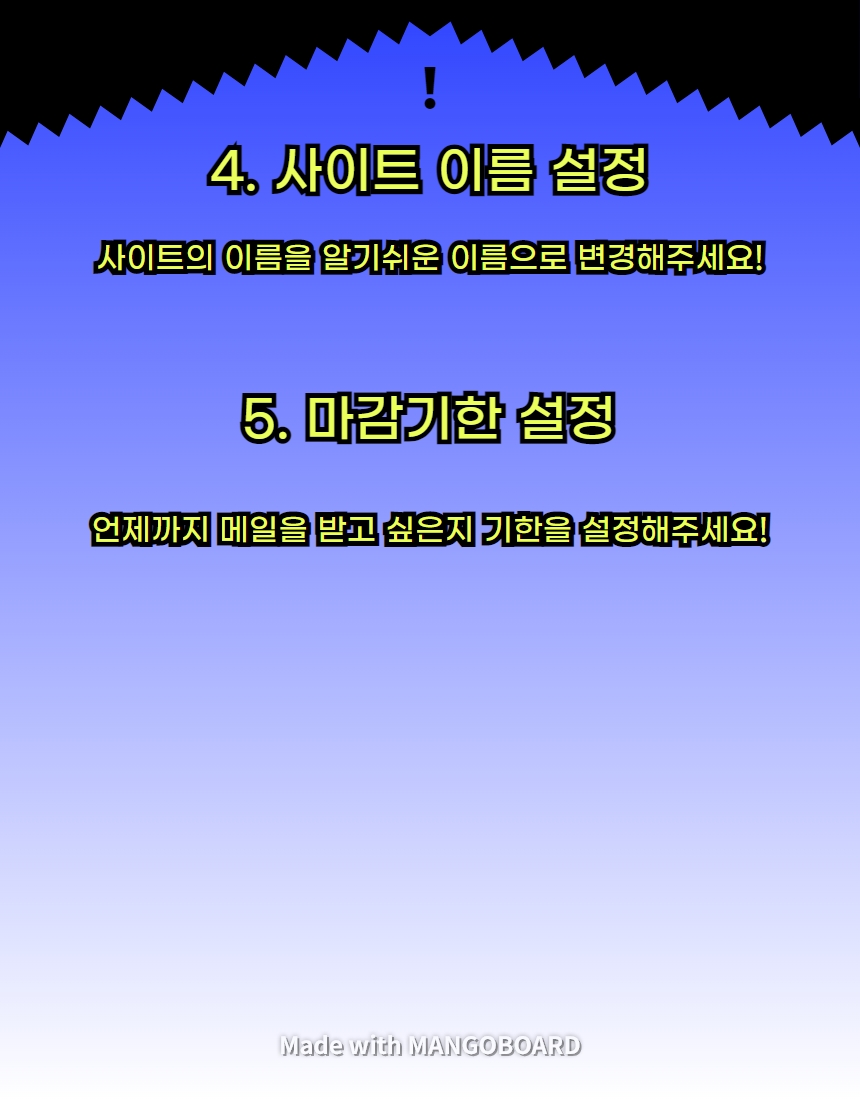 !
4. 사이트 이름 설정
사이트의 이름을 알기쉬운 이름으로 변경해주세요!
5. 마감기한 설정
언제까지 메일을 받고 싶은지 기한을 설정해주세요!
Made with MANGOBOARD